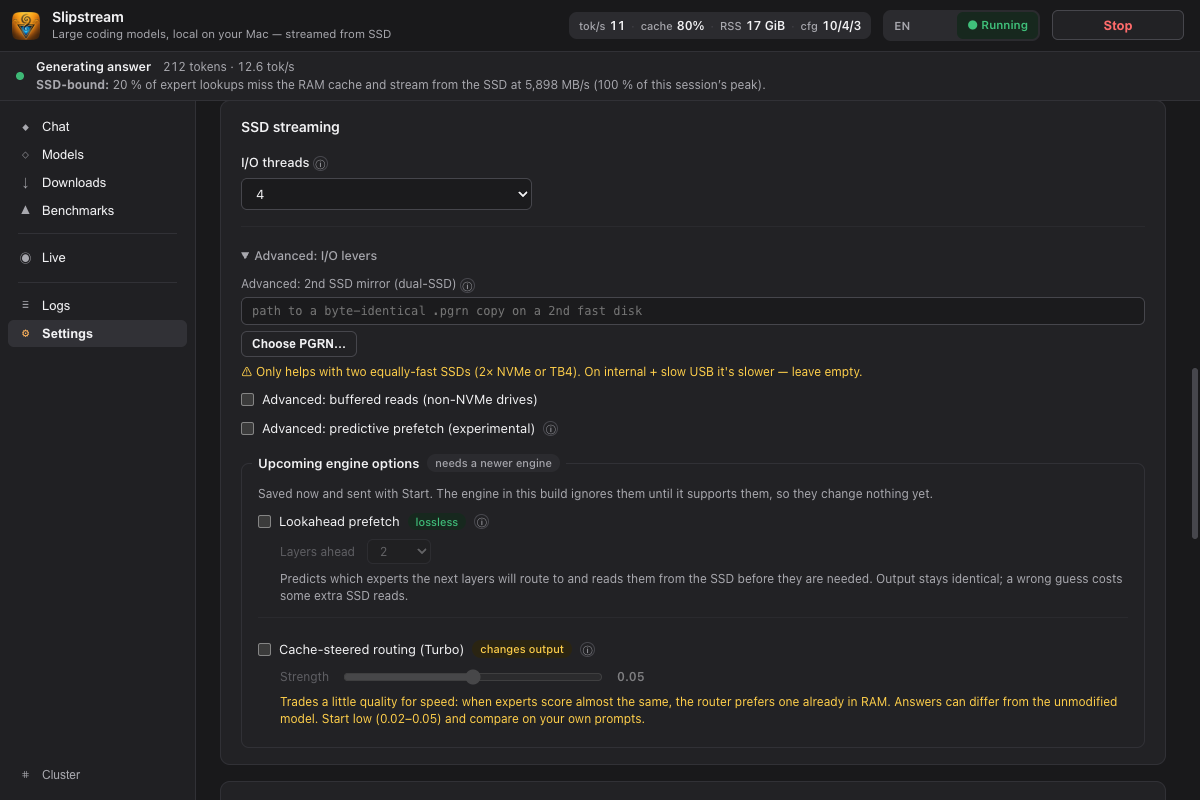 Slipstream
Large coding models, local on your Mac — streamed from SSD
tok/s 11 · cache 80% · RSS 17 GiB · cfg 10/4/3
EN
Running
Stop
Generating answer 212 tokens · 12.6 tok/s
SSD-bound: 20 % of expert lookups miss the RAM cache and stream from the SSD at 5,898 MB/s (100 % of this session's peak).
Chat
Models
Downloads
Benchmarks
Live
Logs
Settings
Cluster
SSD streaming
I/O threads
4
Advanced: I/O levers
Advanced: 2nd SSD mirror (dual-SSD)
path to a byte-identical .pgrn copy on a 2nd fast disk
Choose PGRN...
⚠ Only helps with two equally-fast SSDs (2× NVMe or TB4). On internal + slow USB it's slower — leave empty.
Advanced: buffered reads (non-NVMe drives)
Advanced: predictive prefetch (experimental)
Upcoming engine options needs a newer engine
Saved now and sent with Start. The engine in this build ignores them until it supports them, so they change nothing yet.
Lookahead prefetch lossless
Layers ahead 2
Predicts which experts the next layers will route to and reads them from the SSD before they are needed. Output stays identical; a wrong guess costs
some extra SSD reads.
Cache-steered routing (Turbo) changes output
Strength 0.05
Trades a little quality for speed: when experts score almost the same, the router prefers one already in RAM. Answers can differ from the unmodified
model. Start low (0.02–0.05) and compare on your own prompts.